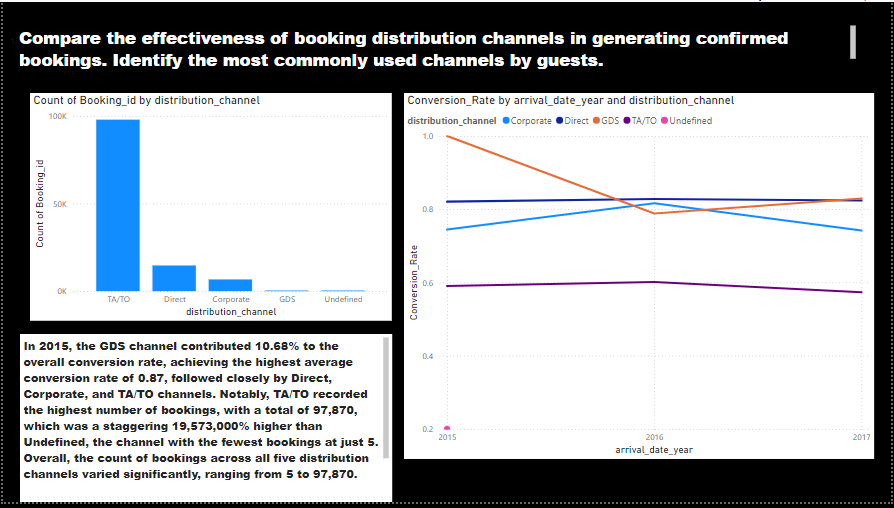 Compare the effectiveness of booking distribution channels in generating confirmed
bookings. Identify the most commonly used channels by guests.
Count of Booking_id by distribution_channel
100K
50K
0K
Count of Booking_id
TA/TO Direct Corporate GDS Undefined
distribution_channel
Conversion_Rate by arrival_date_year and distribution_channel
distribution_channel Corporate Direct GDS TA/TO Undefined
1.0
0.8
0.6
0.4
0.2
Conversion_Rate
2015 2016 2017
arrival_date_year
In 2015, the GDS channel contributed 10.68% to the
overall conversion rate, achieving the highest average
conversion rate of 0.87, followed closely by Direct,
Corporate, and TA/TO channels. Notably, TA/TO recorded
the highest number of bookings, with a total of 97,870,
which was a staggering 19,573,000% higher than
Undefined, the channel with the fewest bookings at just 5.
Overall, the count of bookings across all five distribution
channels varied significantly, ranging from 5 to 97,870.